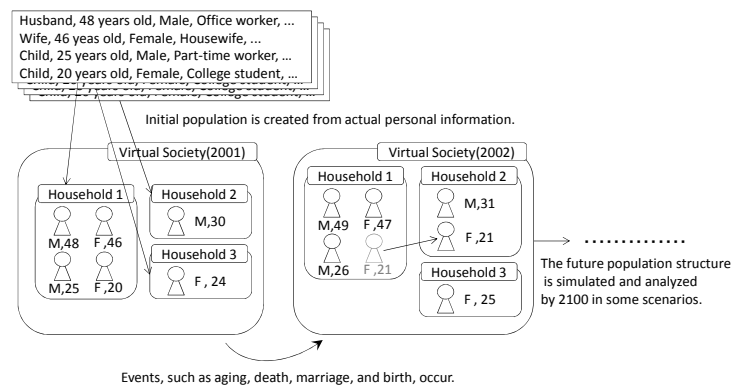 Husband, 48 years old, Male, Office worker, ...
Wife, 46 yeas old, Female, Housewife, ...
Child, 25 years old, Male, Part-time worker, ...
Child, 20 years old, Female, College student, ...
Initial population is created from actual personal information.
Virtual Society(2001)
Household 1
M,48
F ,46
M,25
F ,20
Household 2
M,30
Household 3
F , 24
Virtual Society(2002)
Household 1
M,49
F ,47
M,26
F ,21
Household 2
M,31
F ,21
Household 3
F , 25
..............
The future population structure
is simulated and analyzed
by 2100 in some scenarios.
Events, such as aging, death, marriage, and birth, occur.